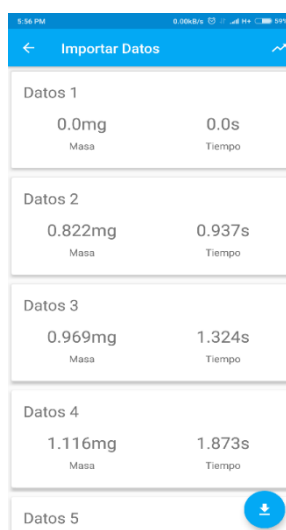 5:56 PM 0.00kB/s H+ 59%
Importar Datos
Datos 1
0.0mg 0.0s
Masa Tiempo
Datos 2
0.822mg 0.937s
Masa Tiempo
Datos 3
0.969mg 1.324s
Masa Tiempo
Datos 4
1.116mg 1.873s
Masa Tiempo
Datos 5